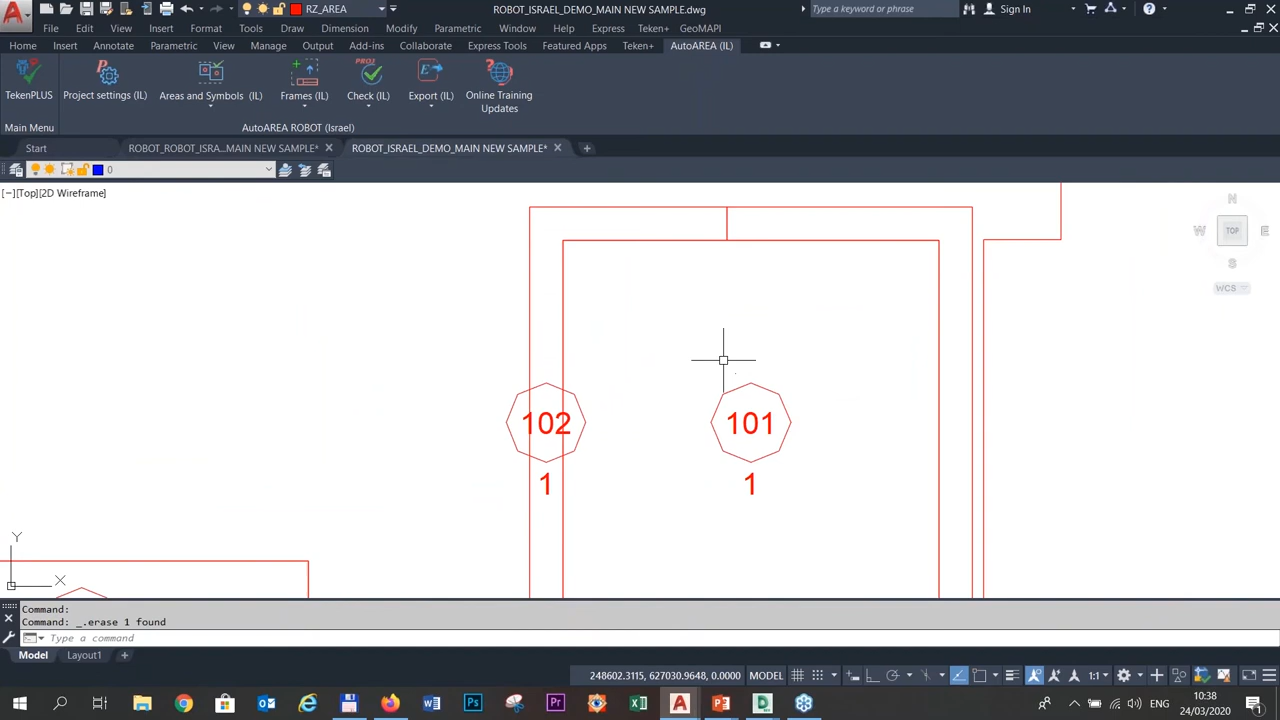 RZ_AREA
ROBOT_ISRAEL_DEMO_MAIN NEW SAMPLE.dwg
Type a keyword or phrase
Sign In
File Edit View Insert Format Tools Draw Dimension Modify Parametric Window Help Express Teken+ GeoMAPI
Home Insert Annotate Parametric View Manage Output Add-ins Collaborate Express Tools Featured Apps Teken+ AutoAREA (IL)
TekenPLUS
Project settings (IL)
Areas and Symbols (IL)
Frames (IL)
PRO2
Check (IL)
Export (IL)
Online Training
Updates
Main Menu
AutoAREA ROBOT (Israel)
Start
ROBOT_ROBOT_ISRA...MAIN NEW SAMPLE*
ROBOT_ISRAEL_DEMO_MAIN NEW SAMPLE*
0
[−][Top][2D Wireframe]
N
W TOP E
S
WCS
102
101
1
1
Y
X
Command:
Command: _.erase 1 found
Type a command
Model Layout1
248602.3115, 627030.9648, 0.0000
MODEL
1:1
10:38
24/03/2020